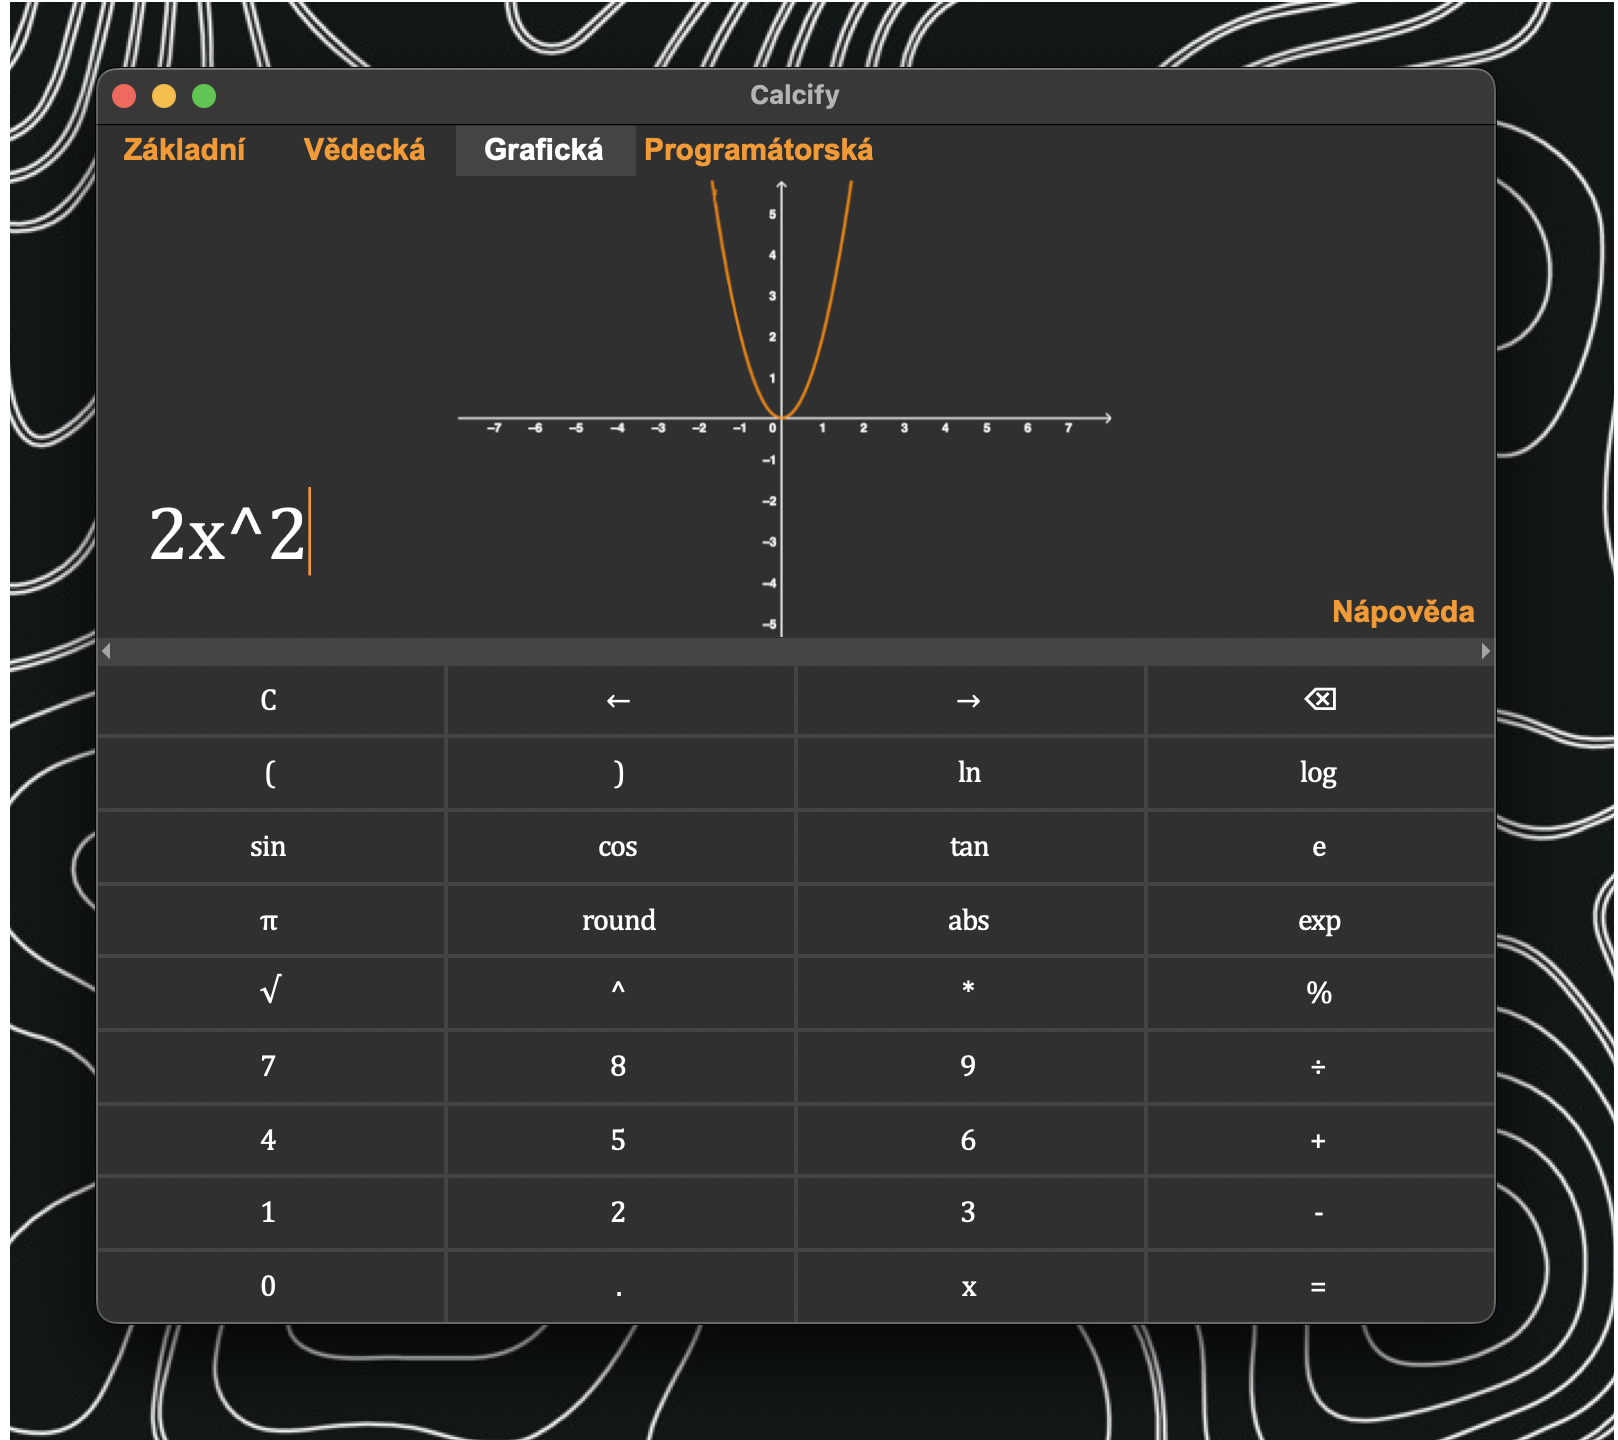 Calcify
Základní Vědecká Grafická Programátorská
5
4
3
2
1
–7 –6 –5 –4 –3 –2 –1 0 1 2 3 4 5 6 7
–1
–2
–3
–4
–5
2x^2
Nápověda
C ← → ⌫
( ) ln log
sin cos tan e
π round abs exp
√ ^ * %
7 8 9 ÷
4 5 6 +
1 2 3 -
0 . x =